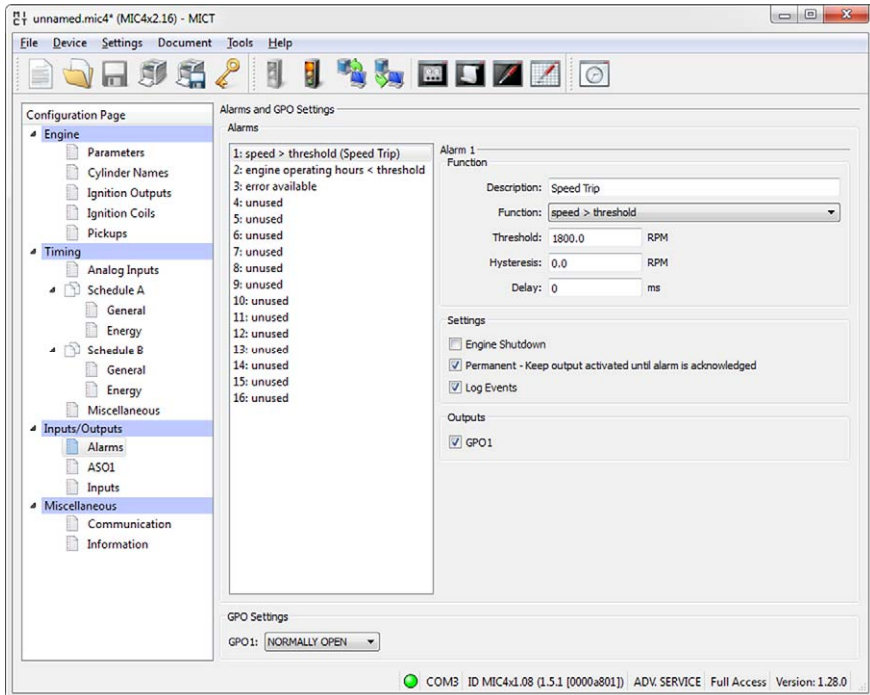 unnamed.mic4* (MIC4x2.16) - MICT
File Device Settings Document Tools Help
Configuration Page
Engine
Parameters
Cylinder Names
Ignition Outputs
Ignition Coils
Pickups
Timing
Analog Inputs
Schedule A
General
Energy
Schedule B
General
Energy
Miscellaneous
Inputs/Outputs
Alarms
ASO1
Inputs
Miscellaneous
Communication
Information
Alarms and GPO Settings
Alarms
1: speed > threshold (Speed Trip)
2: engine operating hours < threshold
3: error available
4: unused
5: unused
6: unused
7: unused
8: unused
9: unused
10: unused
11: unused
12: unused
13: unused
14: unused
15: unused
16: unused
Alarm 1
Function
Description: Speed Trip
Function: speed > threshold
Threshold: 1800.0 RPM
Hysteresis: 0.0 RPM
Delay: 0 ms
Settings
Engine Shutdown
Permanent - Keep output activated until alarm is acknowledged
Log Events
Outputs
GPO1
GPO Settings
GPO1: NORMALLY OPEN
COM3 ID MIC4x1.08 (1.5.1 [0000a801]) ADV. SERVICE Full Access Version: 1.28.0